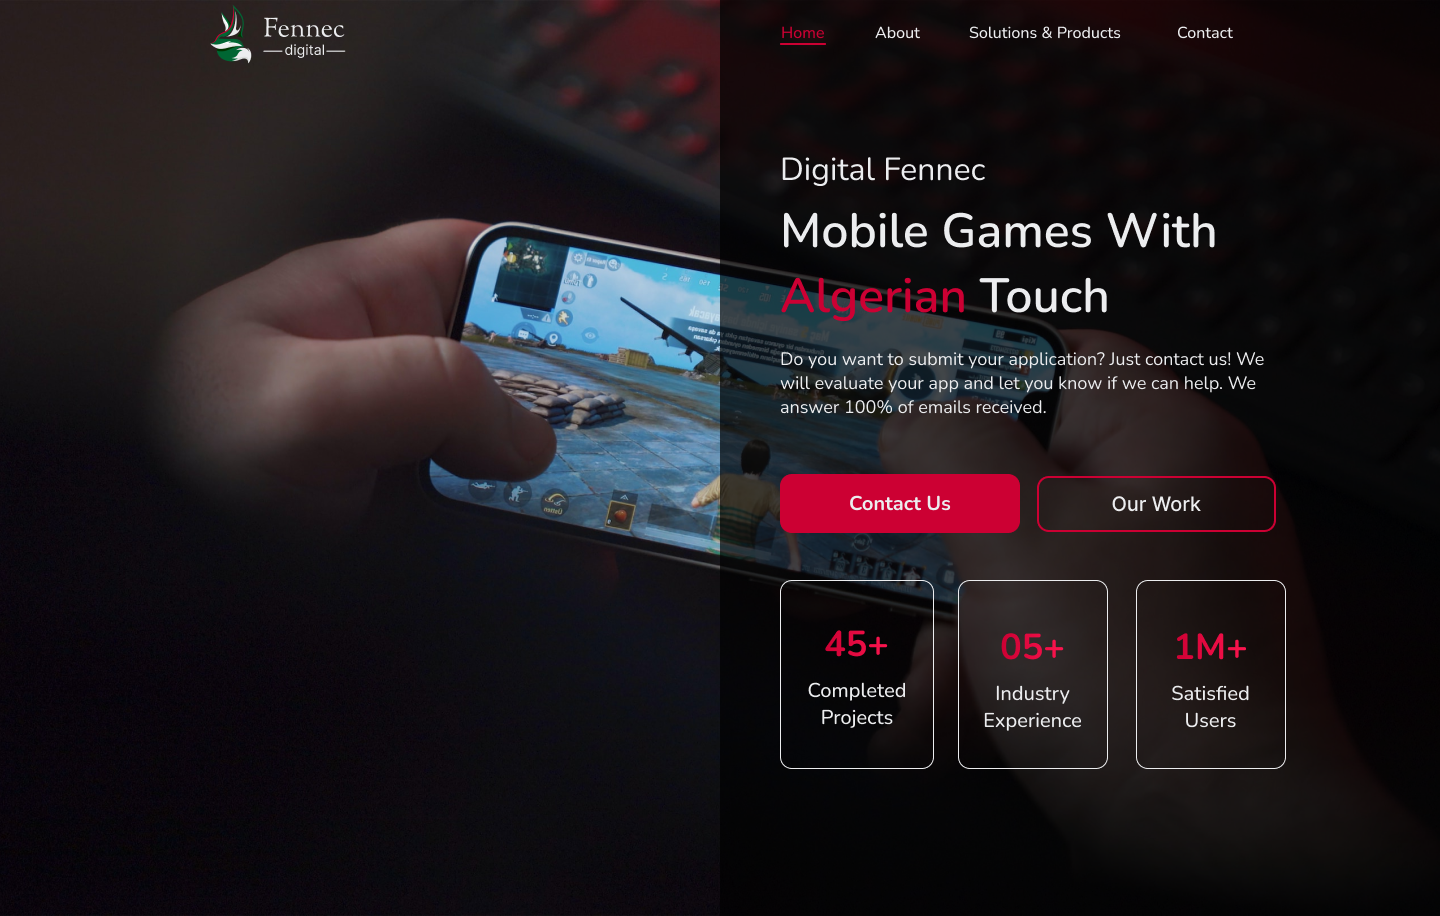 Fennec
digital
Home
About
Solutions & Products
Contact
Digital Fennec
Mobile Games With
Algerian Touch
Do you want to submit your application? Just contact us! We
will evaluate your app and let you know if we can help. We
answer 100% of emails received.
Contact Us
Our Work
45+
Completed
Projects
05+
Industry
Experience
1M+
Satisfied
Users